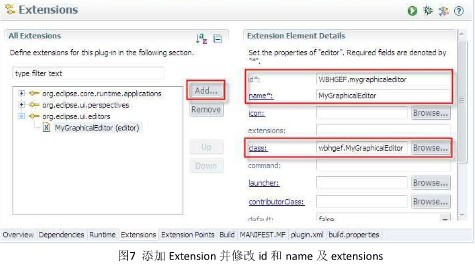 Extensions
All Extensions
Define extensions for this plug-in in the following section.
type filter text
org.eclipse.core.runtime.applications
org.eclipse.ui.perspectives
org.eclipse.ui.editors
MyGraphicalEditor (editor)
Add...
Remove
Up
Down
Extension Element Details
Set the properties of "editor". Required fields are denoted by
"*".
id*: WBHGEF.mygraphicaleditor
name*: MyGraphicalEditor
icon: Browse...
extensions:
class: wbhgef.MyGraphicalEditor Browse...
command:
launcher: Browse...
contributorClass: Browse...
default: false
Overview Dependencies Runtime Extensions Extension Points Build MANIFEST.MF plugin.xml build.properties
图7 添加 Extension 并修改 id 和 name 及 extensions